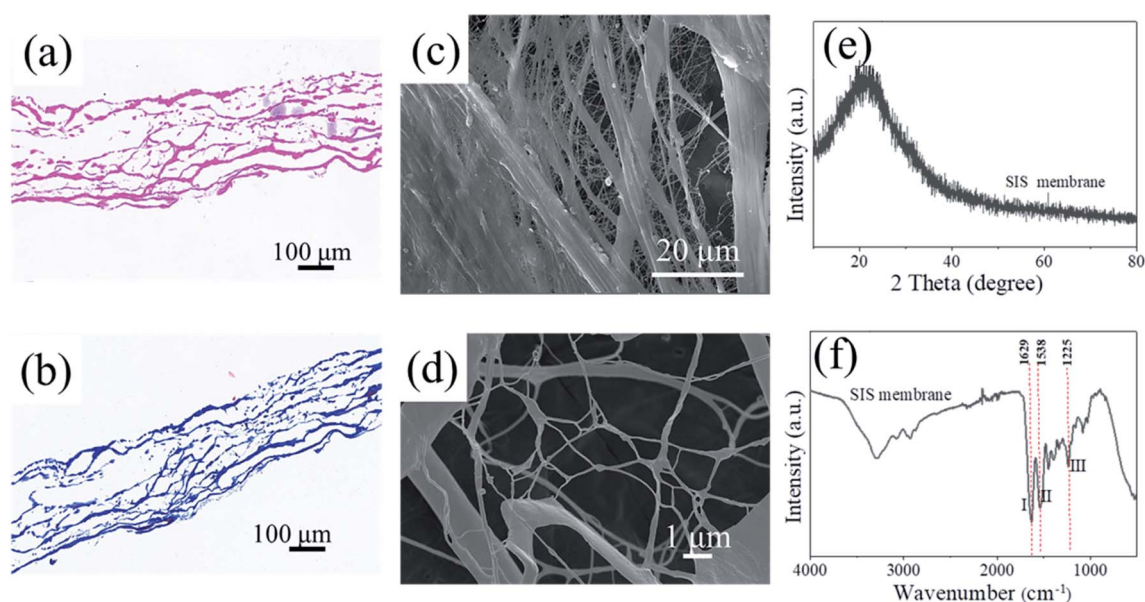 (a)
100 μm
(b)
100 μm
(c)
20 μm
(d)
1 μm
(e)
Intensity (a.u.)
SIS membrane
20 40 60 80
2 Theta (degree)
(f)
1629 1538 1225
SIS membrane
Intensity (a.u.)
I II III
4000 3000 2000 1000
Wavenumber (cm⁻¹)